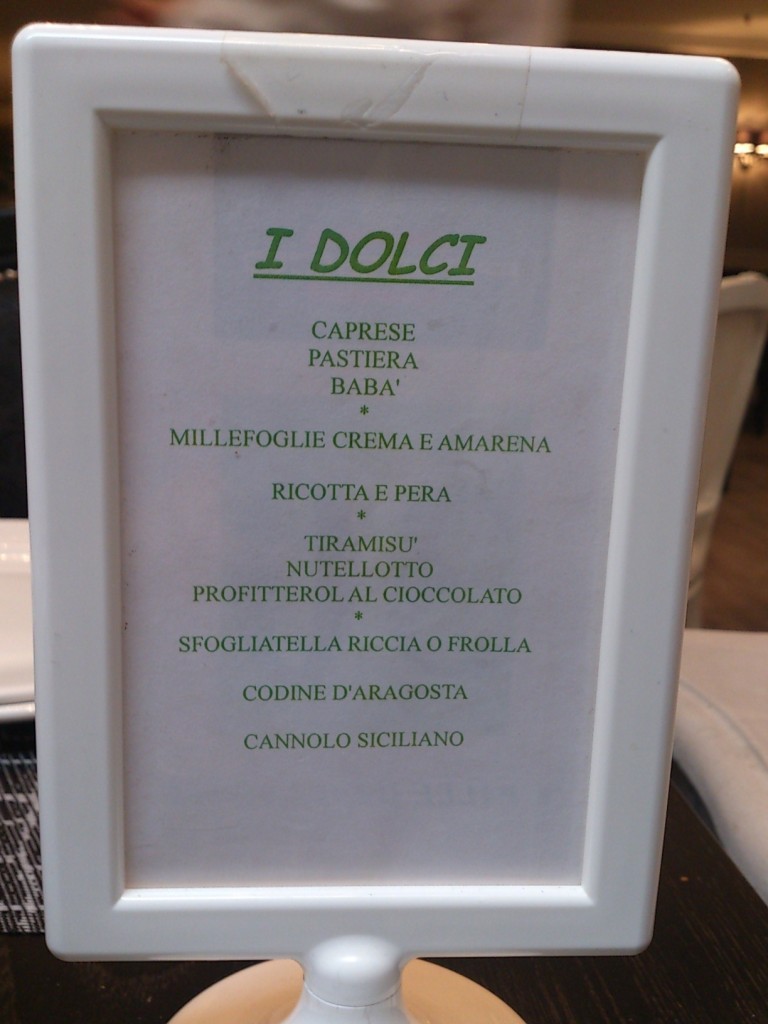 I DOLCI
CAPRESE
PASTIERA
BABA'
*
MILLEFOGLIE CREMA E AMARENA
RICOTTA E PERA
*
TIRAMISU'
NUTELLOTTO
PROFITTEROL AL CIOCCOLATO
*
SFOGLIATELLA RICCIA O FROLLA
CODINE D'ARAGOSTA
CANNOLO SICILIANO